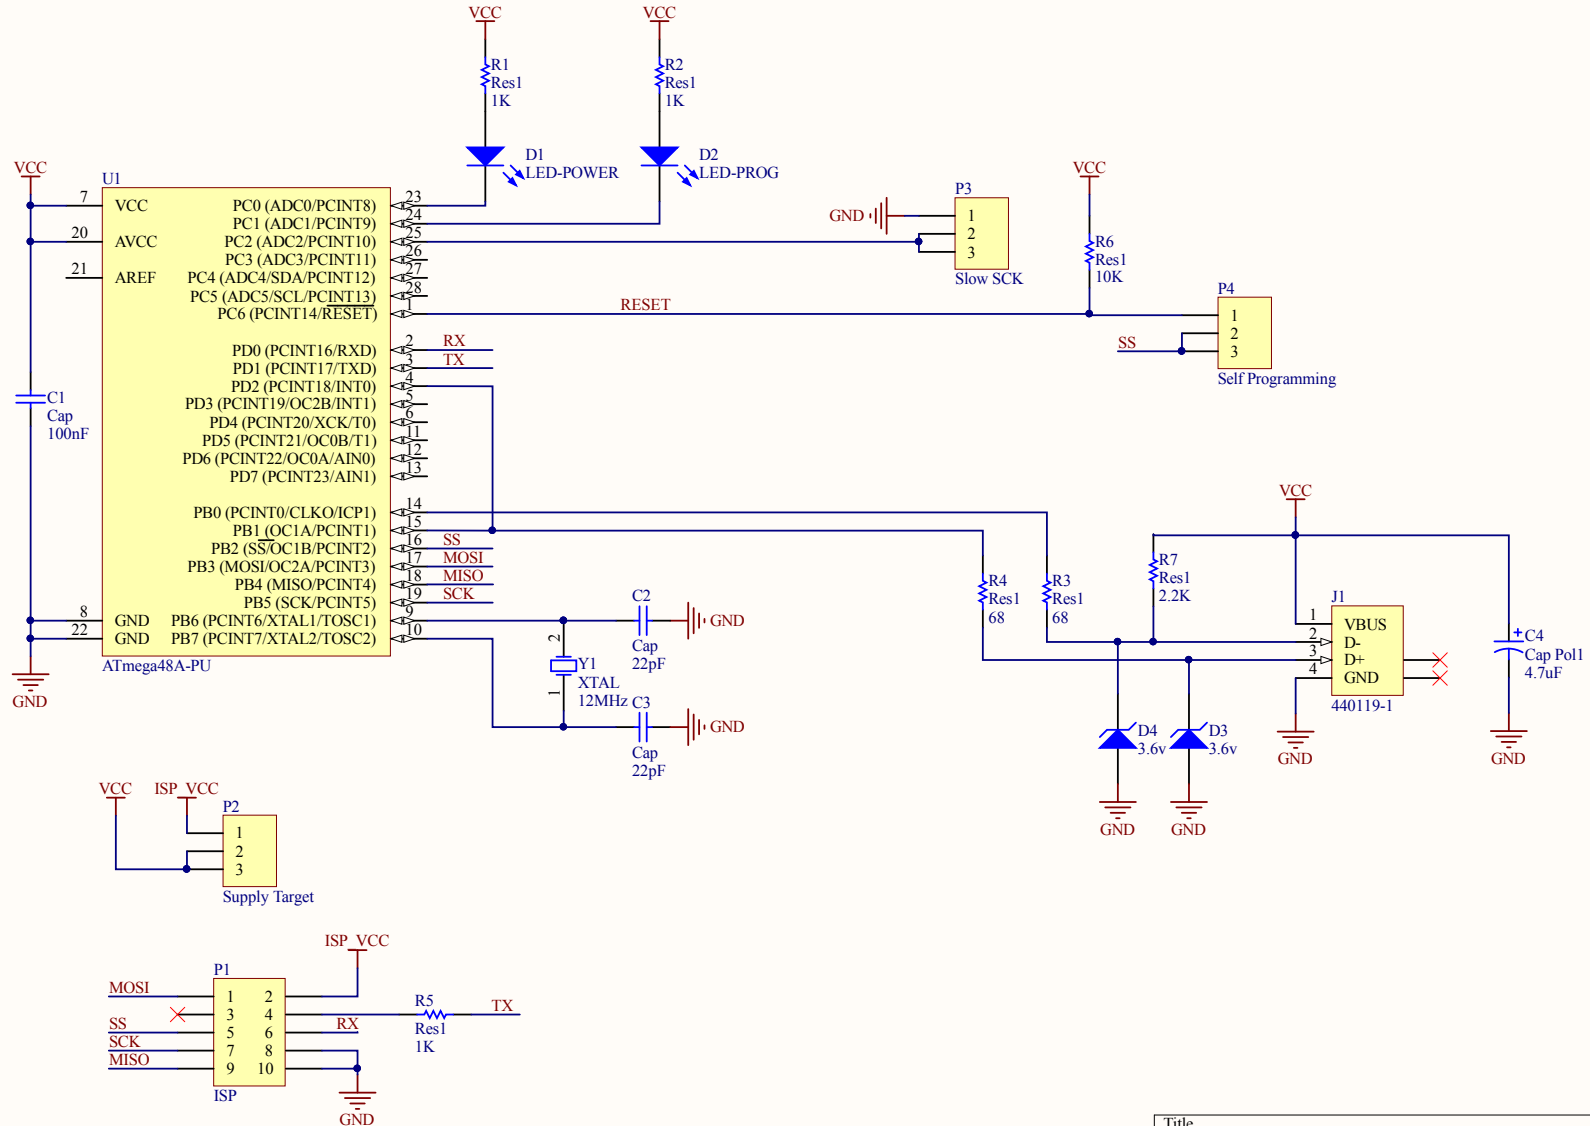 VCC
R1
Res1
1K
D1
LED-POWER
VCC
R2
Res1
1K
D2
LED-PROG
VCC
U1
7 VCC
20 AVCC
21 AREF
8 GND
22 GND
PC0 (ADC0/PCINT8) 23
PC1 (ADC1/PCINT9) 24
PC2 (ADC2/PCINT10) 25
PC3 (ADC3/PCINT11) 26
PC4 (ADC4/SDA/PCINT12) 27
PC5 (ADC5/SCL/PCINT13) 28
PC6 (PCINT14/RESET) 1
RESET
PD0 (PCINT16/RXD) 2 RX
PD1 (PCINT17/TXD) 3 TX
PD2 (PCINT18/INT0) 4
PD3 (PCINT19/OC2B/INT1) 5
PD4 (PCINT20/XCK/T0) 6
PD5 (PCINT21/OC0B/T1) 11
PD6 (PCINT22/OC0A/AIN0) 12
PD7 (PCINT23/AIN1) 13
PB0 (PCINT0/CLKO/ICP1) 14
PB1 (OC1A/PCINT1) 15
PB2 (SS/OC1B/PCINT2) 16 SS
PB3 (MOSI/OC2A/PCINT3) 17 MOSI
PB4 (MISO/PCINT4) 18 MISO
PB5 (SCK/PCINT5) 19 SCK
PB6 (PCINT6/XTAL1/TOSC1) 9
PB7 (PCINT7/XTAL2/TOSC2) 10
ATmega48A-PU
C1
Cap
100nF
GND
C2
Cap
22pF
GND
2
Y1
XTAL
12MHz
1
C3
Cap
22pF
GND
P3
GND
1
2
3
Slow SCK
VCC
R6
Res1
10K
P4
1
2
3
SS
Self Programming
VCC
R4
Res1
68
R3
Res1
68
R7
Res1
2.2K
J1
1 VBUS
2 D-
3 D+
4 GND
440119-1
+
C4
Cap Pol1
4.7uF
D4
3.6v
D3
3.6v
GND
GND
GND
GND
VCC
ISP_VCC
P2
1
2
3
Supply Target
ISP_VCC
P1
MOSI 1 2
3 4
SS 5 6 RX
SCK 7 8
MISO 9 10
ISP
R5
Res1
1K
TX
GND
Title